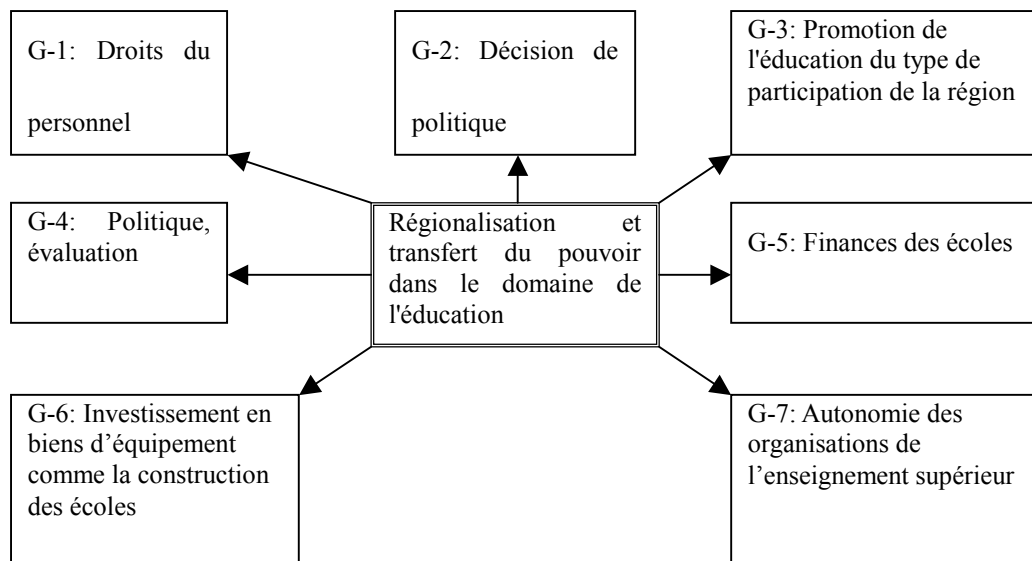 G-1: Droits du
personnel
G-2: Décision de
politique
G-3: Promotion de
l'éducation du type de
participation de la région
G-4: Politique,
évaluation
Régionalisation et
transfert du pouvoir
dans le domaine de
l'éducation
G-5: Finances des écoles
G-6: Investissement en
biens d’équipement
comme la construction
des écoles
G-7: Autonomie des
organisations de
l’enseignement supérieur